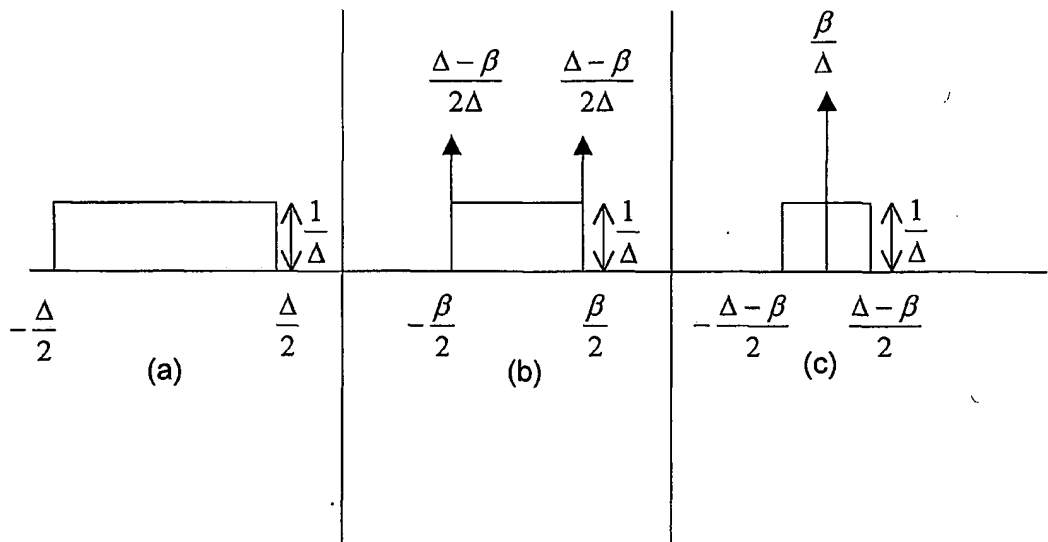 1/Δ
-Δ/2
Δ/2
(a)
(Δ-β)/2Δ
(Δ-β)/2Δ
1/Δ
-β/2
β/2
(b)
β/Δ
1/Δ
-(Δ-β)/2
(Δ-β)/2
(c)